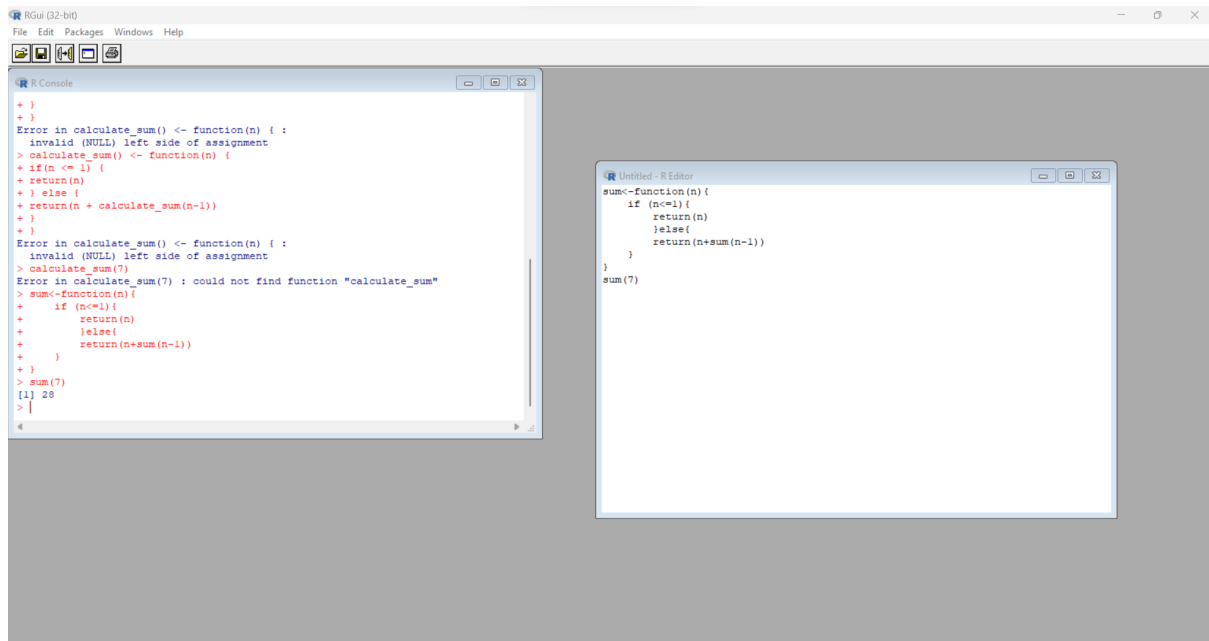 RGui (32-bit)
File Edit Packages Windows Help
R Console
+ }
+ }
Error in calculate_sum() <- function(n) { :
  invalid (NULL) left side of assignment
> calculate_sum() <- function(n) {
+ if(n <= 1) {
+ return(n)
+ } else {
+ return(n + calculate_sum(n-1))
+ }
+ }
Error in calculate_sum() <- function(n) { :
  invalid (NULL) left side of assignment
> calculate_sum(7)
Error in calculate_sum(7) : could not find function "calculate_sum"
> sum<-function(n){
+     if (n<=1){
+         return(n)
+         }else{
+         return(n+sum(n-1))
+     }
+ }
> sum(7)
[1] 28
>
Untitled - R Editor
sum<-function(n){
    if (n<=1){
        return(n)
        }else{
        return(n+sum(n-1))
    }
}
sum(7)